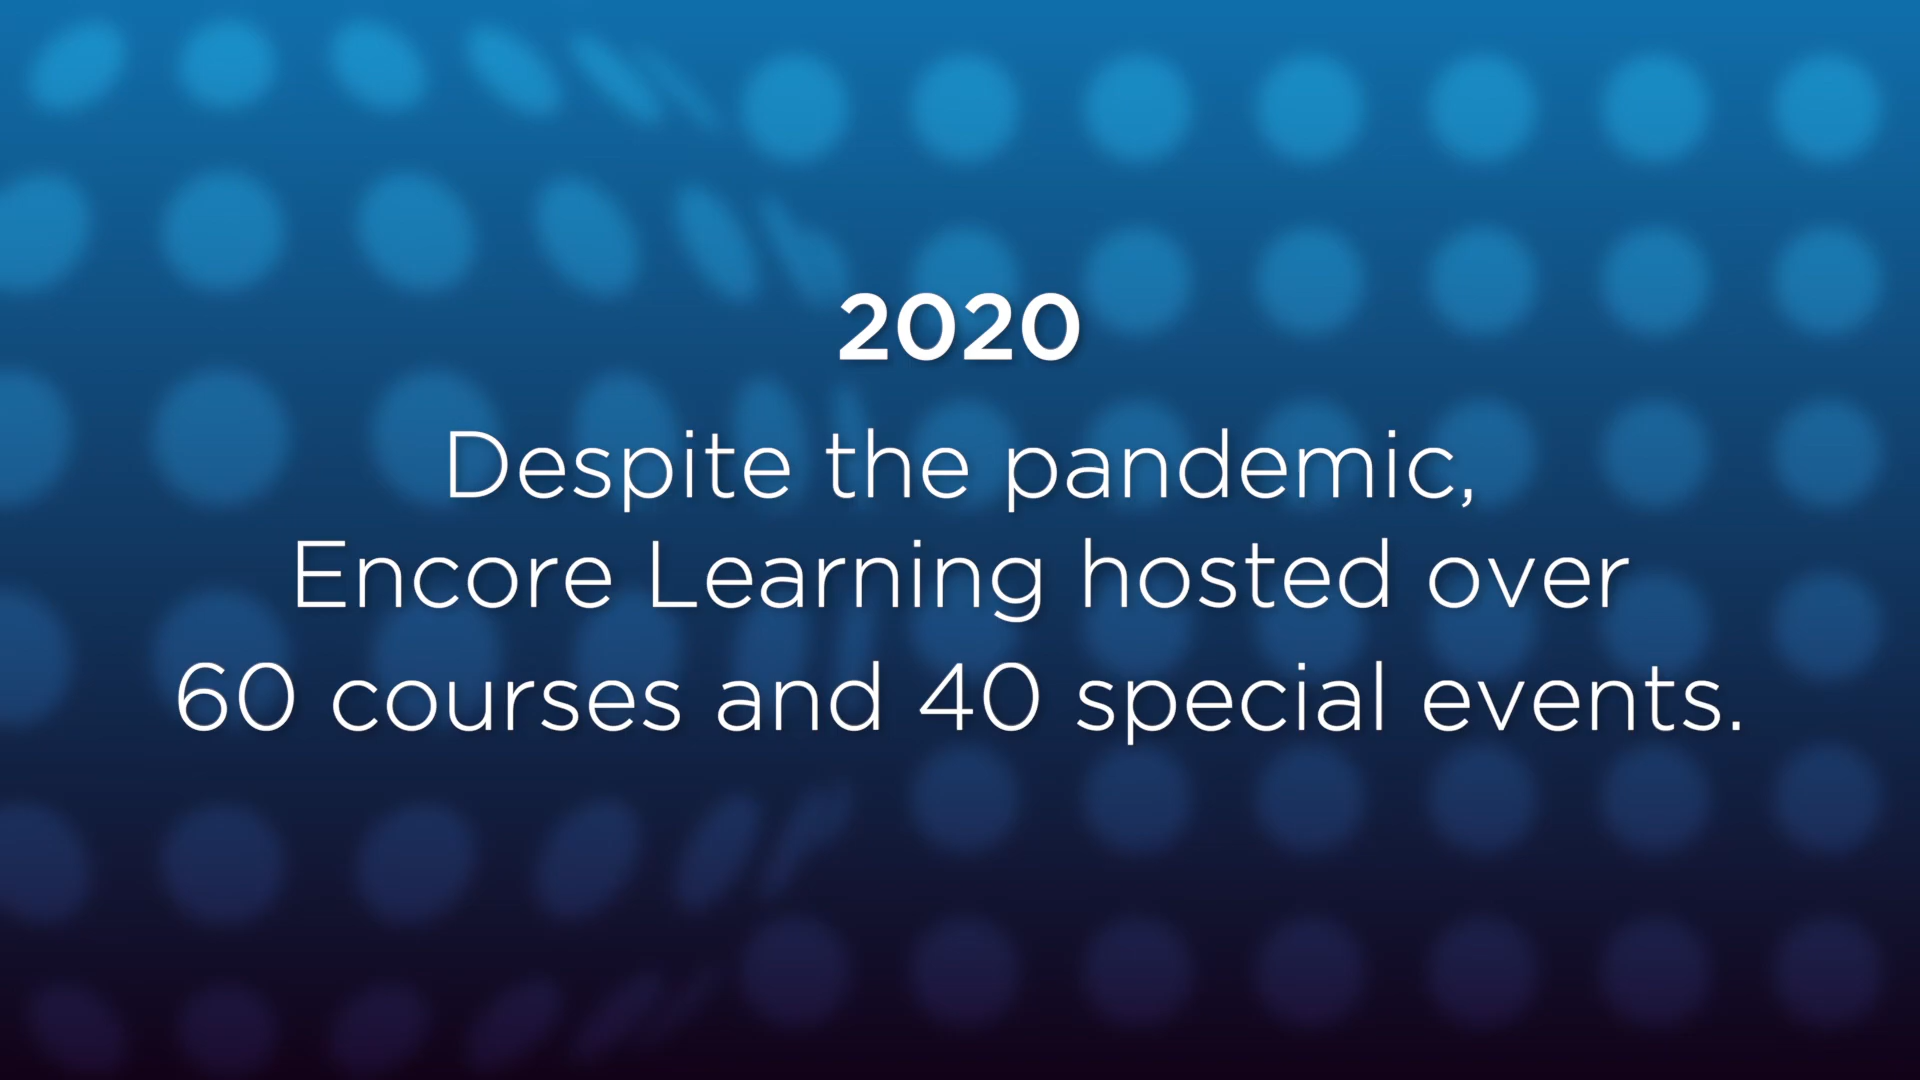 2020
Despite the pandemic,
Encore Learning hosted over
60 courses and 40 special events.